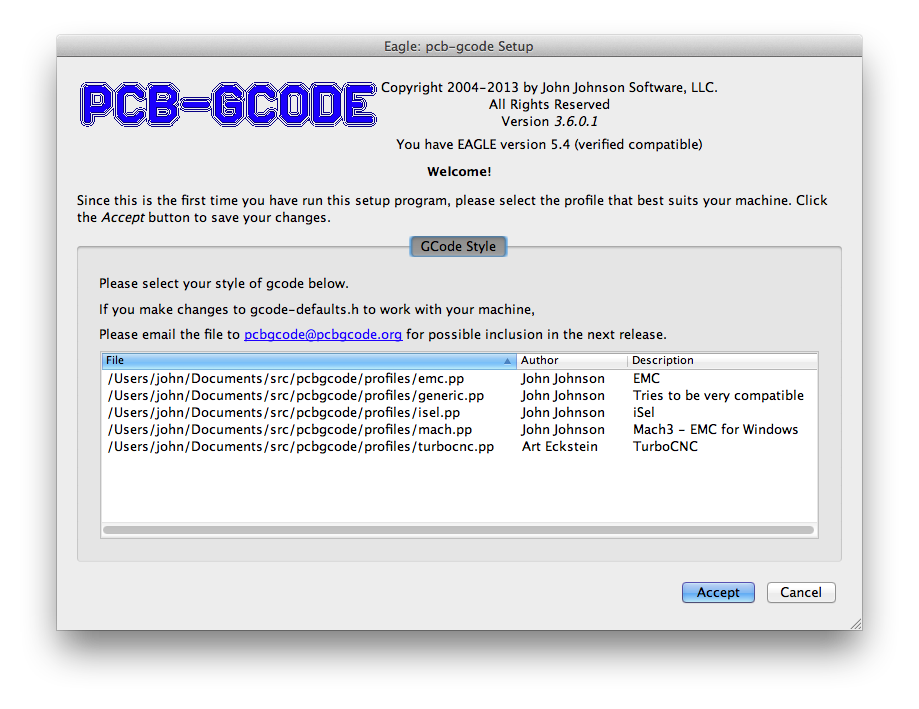 Eagle: pcb-gcode Setup
PCB-GCODE
Copyright 2004-2013 by John Johnson Software, LLC.
All Rights Reserved
Version 3.6.0.1
You have EAGLE version 5.4 (verified compatible)
Welcome!
Since this is the first time you have run this setup program, please select the profile that best suits your machine. Click
the Accept button to save your changes.
GCode Style
Please select your style of gcode below.
If you make changes to gcode-defaults.h to work with your machine,
Please email the file to pcbgcode@pcbgcode.org for possible inclusion in the next release.
File Author Description
/Users/john/Documents/src/pcbgcode/profiles/emc.pp John Johnson EMC
/Users/john/Documents/src/pcbgcode/profiles/generic.pp John Johnson Tries to be very compatible
/Users/john/Documents/src/pcbgcode/profiles/isel.pp John Johnson iSel
/Users/john/Documents/src/pcbgcode/profiles/mach.pp John Johnson Mach3 - EMC for Windows
/Users/john/Documents/src/pcbgcode/profiles/turbocnc.pp Art Eckstein TurboCNC
Accept Cancel